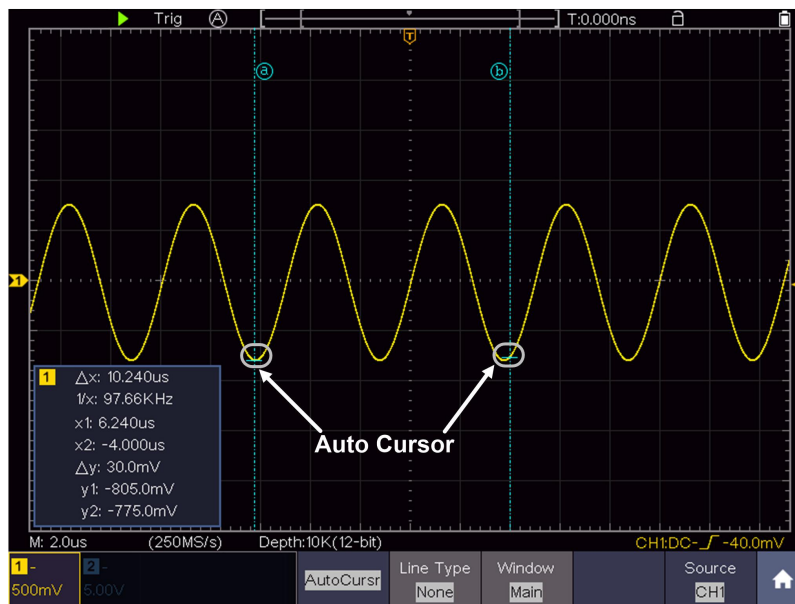 Trig A T:0.000ns
T
a b
1
Auto Cursor
1
△x: 10.240us
1/x: 97.66KHz
x1: 6.240us
x2: -4.000us
△y: 30.0mV
y1: -805.0mV
y2: -775.0mV
M: 2.0us (250MS/s) Depth:10K(12-bit) CH1:DC- -40.0mV
1 - 2 -
500mV 5.00V
AutoCursr
Line Type
None
Window
Main
Source
CH1